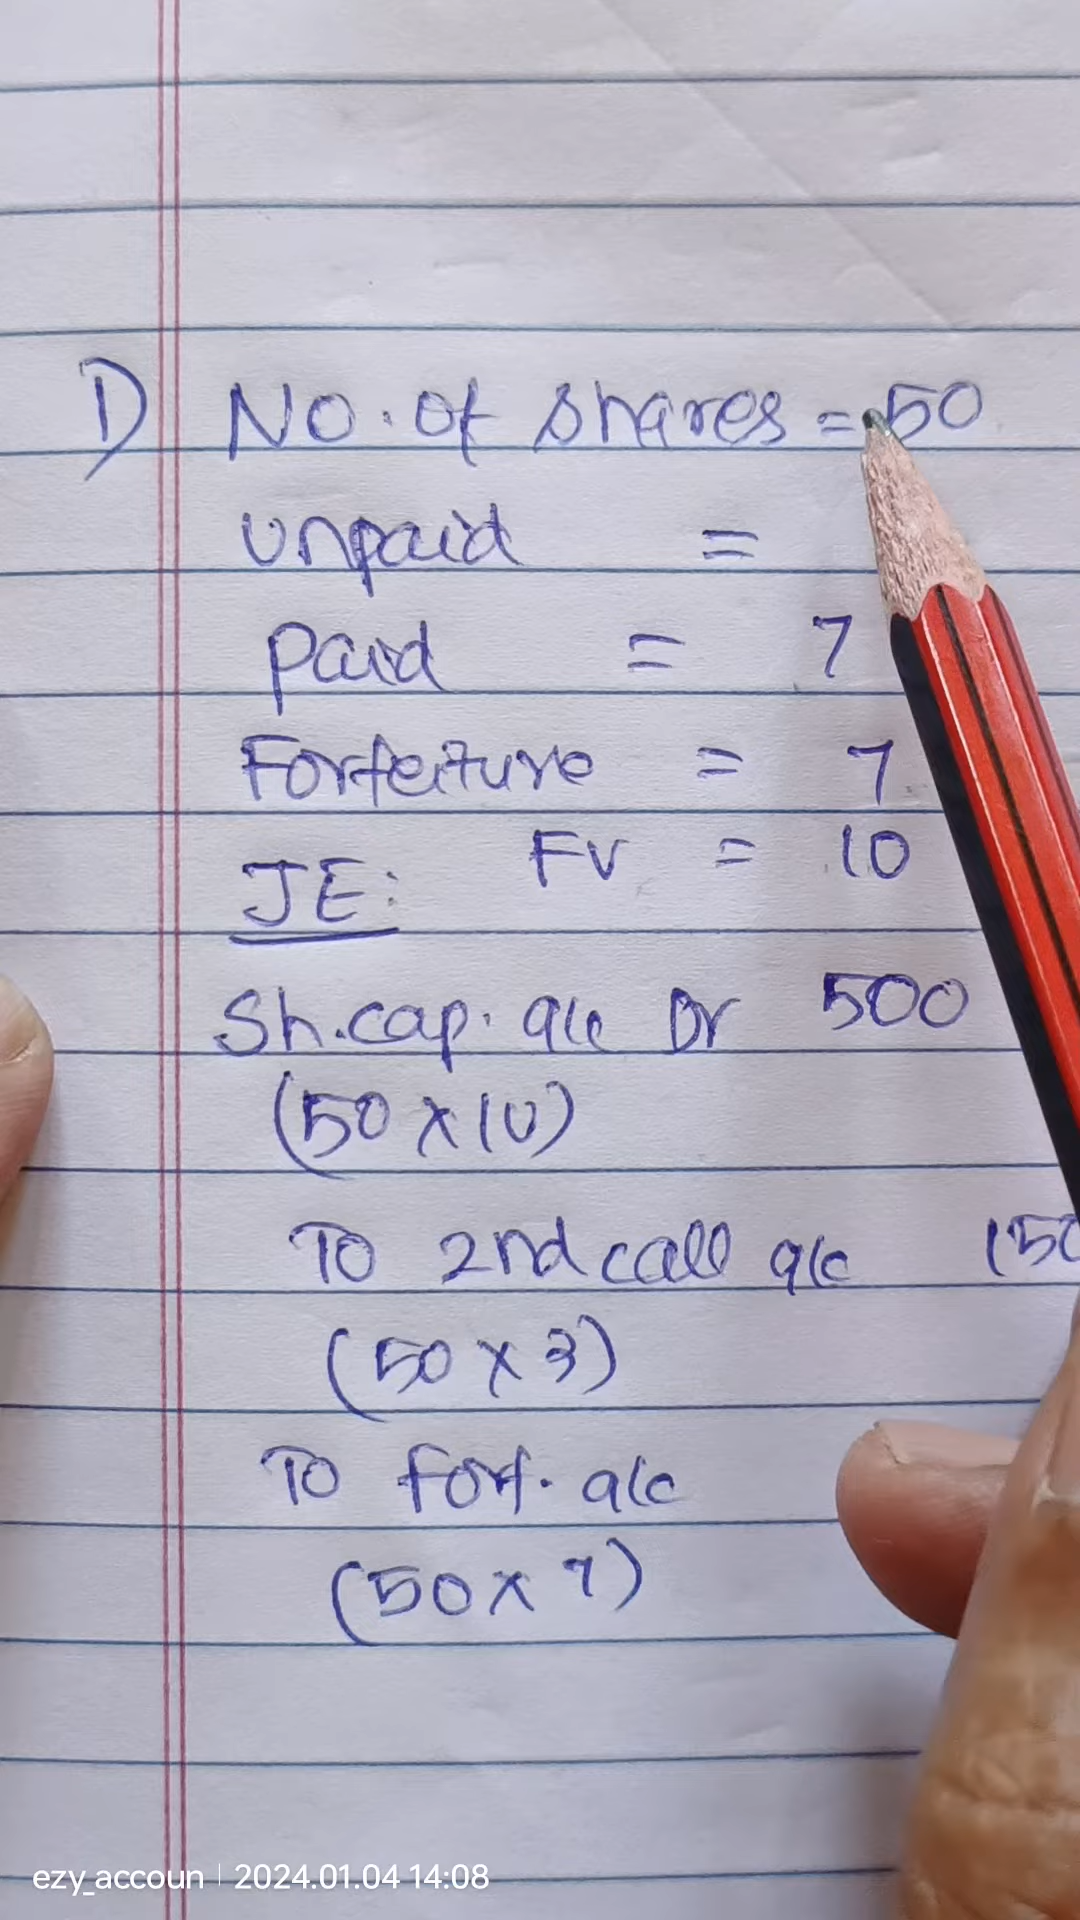 D) No. of shares = 50
unpaid =
paid = 7
Forfeiture = 7
JE: FV = 10
Sh.cap. a/c Dr 500
(50 x 10)
To 2nd call a/c 150
(50 x 3)
To forf. a/c
(50 x 7)
ezy_accoun | 2024.01.04 14:08